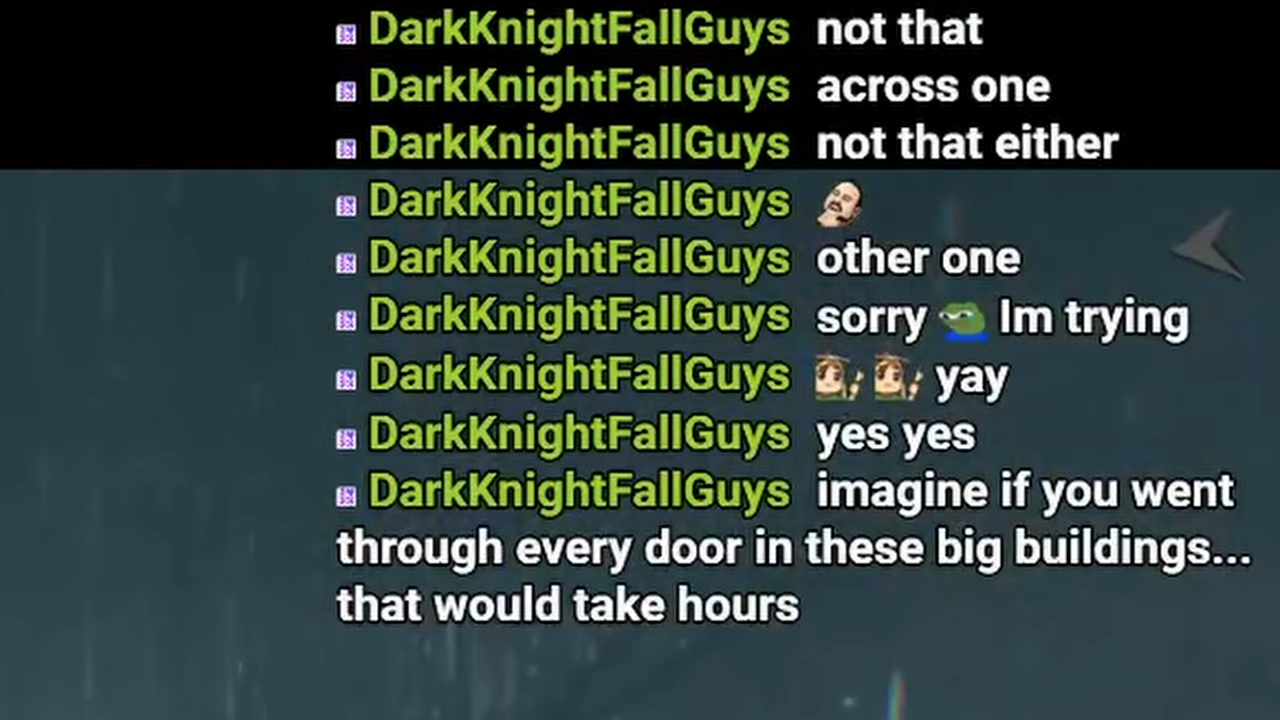 DarkKnightFallGuys not that
DarkKnightFallGuys across one
DarkKnightFallGuys not that either
DarkKnightFallGuys
DarkKnightFallGuys other one
DarkKnightFallGuys sorry Im trying
DarkKnightFallGuys yay
DarkKnightFallGuys yes yes
DarkKnightFallGuys imagine if you went
through every door in these big buildings...
that would take hours